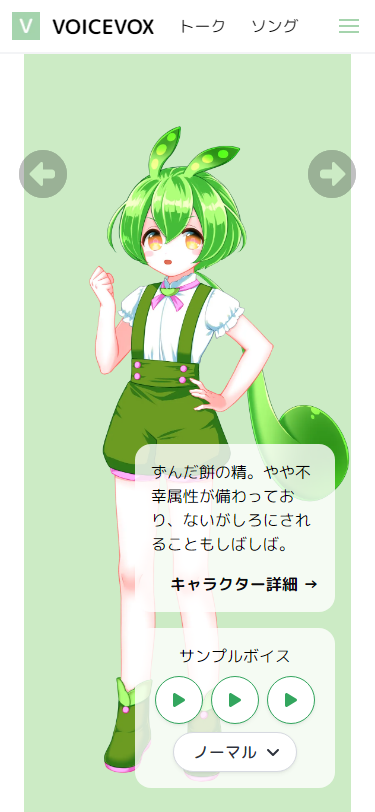 V VOICEVOX トーク ソング
ずんだ餅の精。やや不
幸属性が備わってお
り、ないがしろにされ
ることもしばしば。
キャラクター詳細 →
サンプルボイス
ノーマル